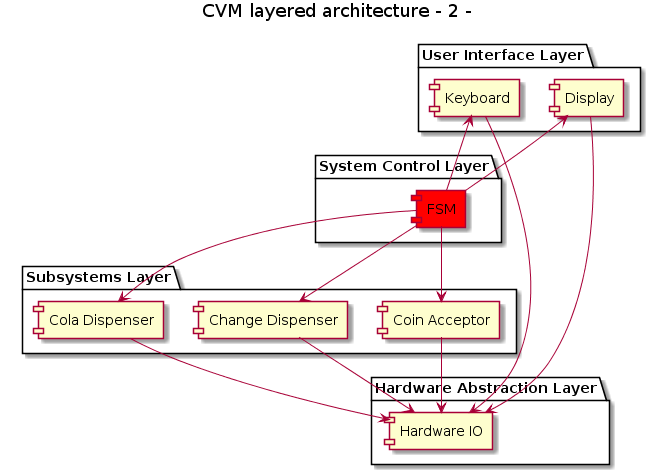 CVM layered architecture - 2 -
User Interface Layer
Keyboard
Display
System Control Layer
FSM
Subsystems Layer
Cola Dispenser
Change Dispenser
Coin Acceptor
Hardware Abstraction Layer
Hardware IO